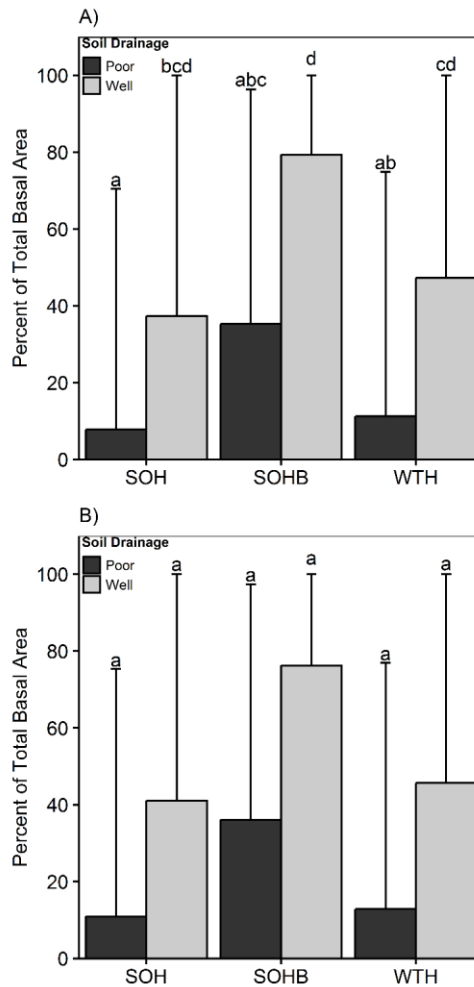 A)
Soil Drainage
Poor
Well
Percent of Total Basal Area
100
80
60
40
20
0
a
bcd
abc
d
ab
cd
SOH
SOHB
WTH
B)
Soil Drainage
Poor
Well
Percent of Total Basal Area
100
80
60
40
20
0
a
a
a
a
a
a
SOH
SOHB
WTH